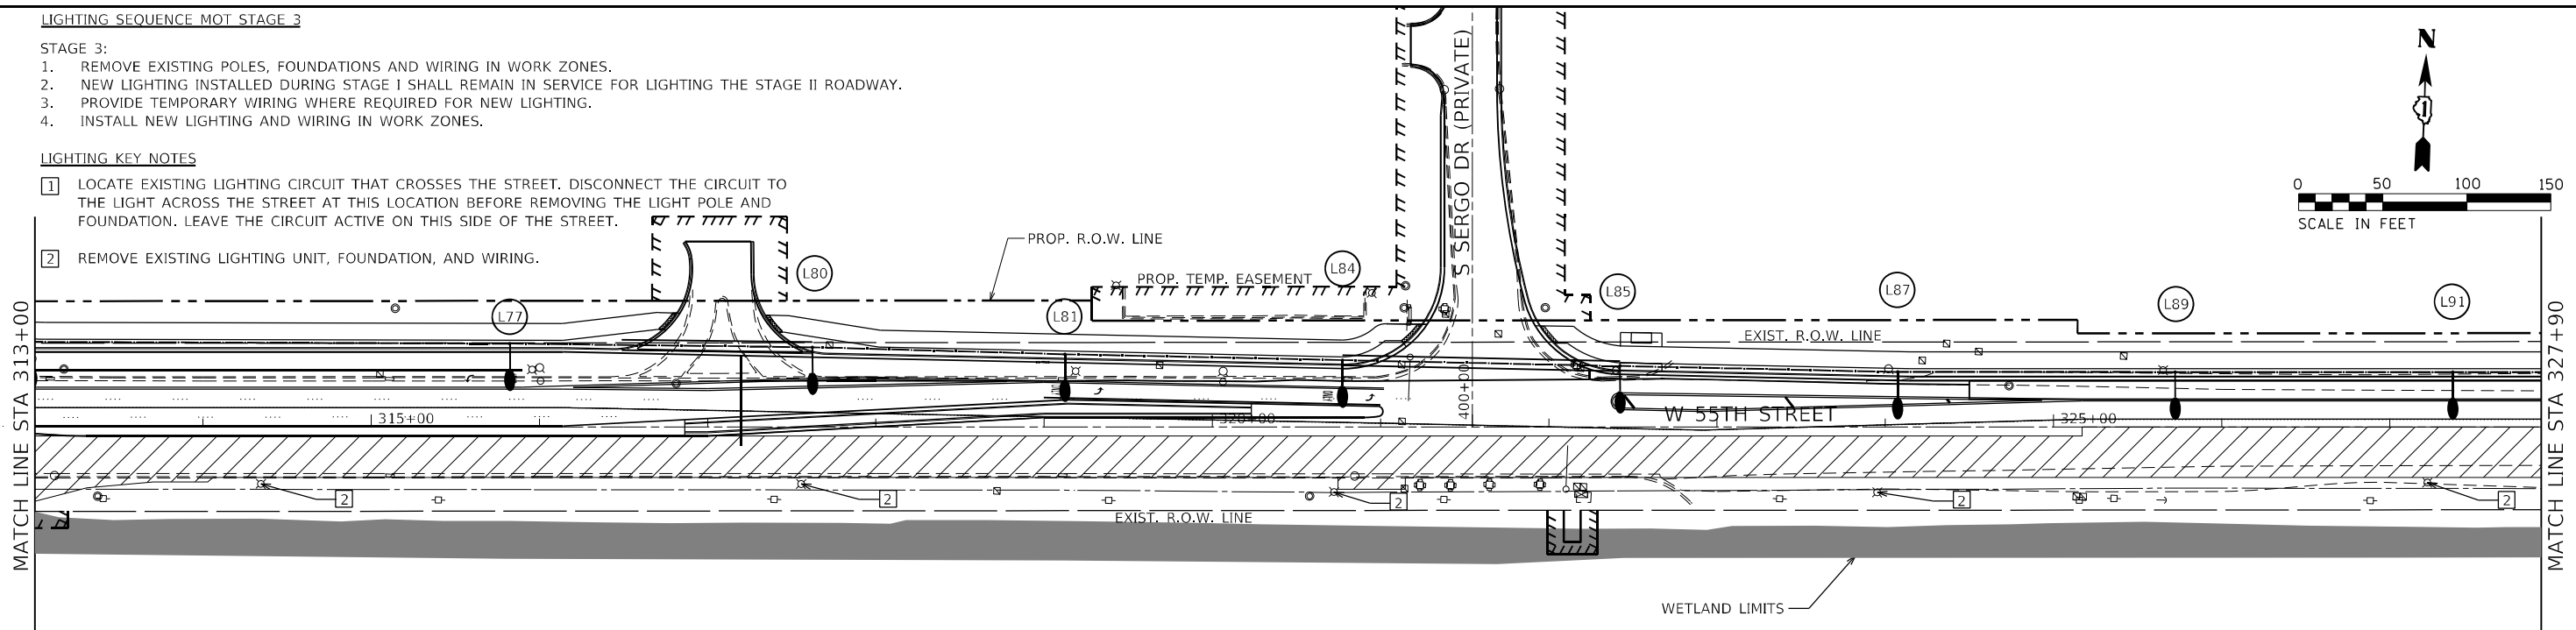 LIGHTING SEQUENCE MOT STAGE 3
STAGE 3:
1. REMOVE EXISTING POLES, FOUNDATIONS AND WIRING IN WORK ZONES.
2. NEW LIGHTING INSTALLED DURING STAGE I SHALL REMAIN IN SERVICE FOR LIGHTING THE STAGE II ROADWAY.
3. PROVIDE TEMPORARY WIRING WHERE REQUIRED FOR NEW LIGHTING.
4. INSTALL NEW LIGHTING AND WIRING IN WORK ZONES.
LIGHTING KEY NOTES
1 LOCATE EXISTING LIGHTING CIRCUIT THAT CROSSES THE STREET. DISCONNECT THE CIRCUIT TO
THE LIGHT ACROSS THE STREET AT THIS LOCATION BEFORE REMOVING THE LIGHT POLE AND
FOUNDATION. LEAVE THE CIRCUIT ACTIVE ON THIS SIDE OF THE STREET.
2 REMOVE EXISTING LIGHTING UNIT, FOUNDATION, AND WIRING.
N
1
0 50 100 150
SCALE IN FEET
S SERGO DR (PRIVATE)
PROP. R.O.W. LINE
PROP. TEMP. EASEMENT
L77
L80
L81
L84
L85
L87
L89
L91
EXIST. R.O.W. LINE
400+00
W 55TH STREET
315+00
320+00
325+00
2
2
2
2
2
EXIST. R.O.W. LINE
WETLAND LIMITS
MATCH LINE STA 313+00
MATCH LINE STA 327+90